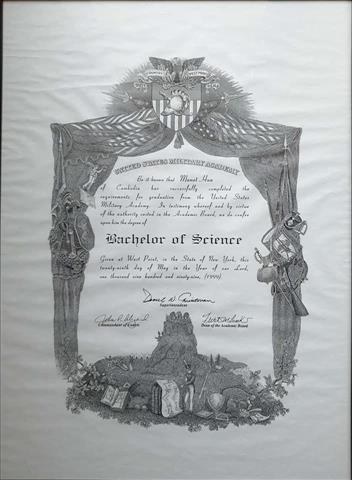 UNITED STATES MILITARY ACADEMY
Be it known that Manet Hun
of Cambodia has successfully completed the
requirements for graduation from the United States
Military Academy. In testimony whereof and by virtue
of the authority vested in the Academic Board, we do confer
upon him the degree of
Bachelor of Science
Given at West Point, in the State of New York, this
twenty-ninth day of May in the Year of our Lord,
one thousand nine hundred and ninety-nine, (1999)
Superintendent
Commandant of Cadets
Dean of the Academic Board